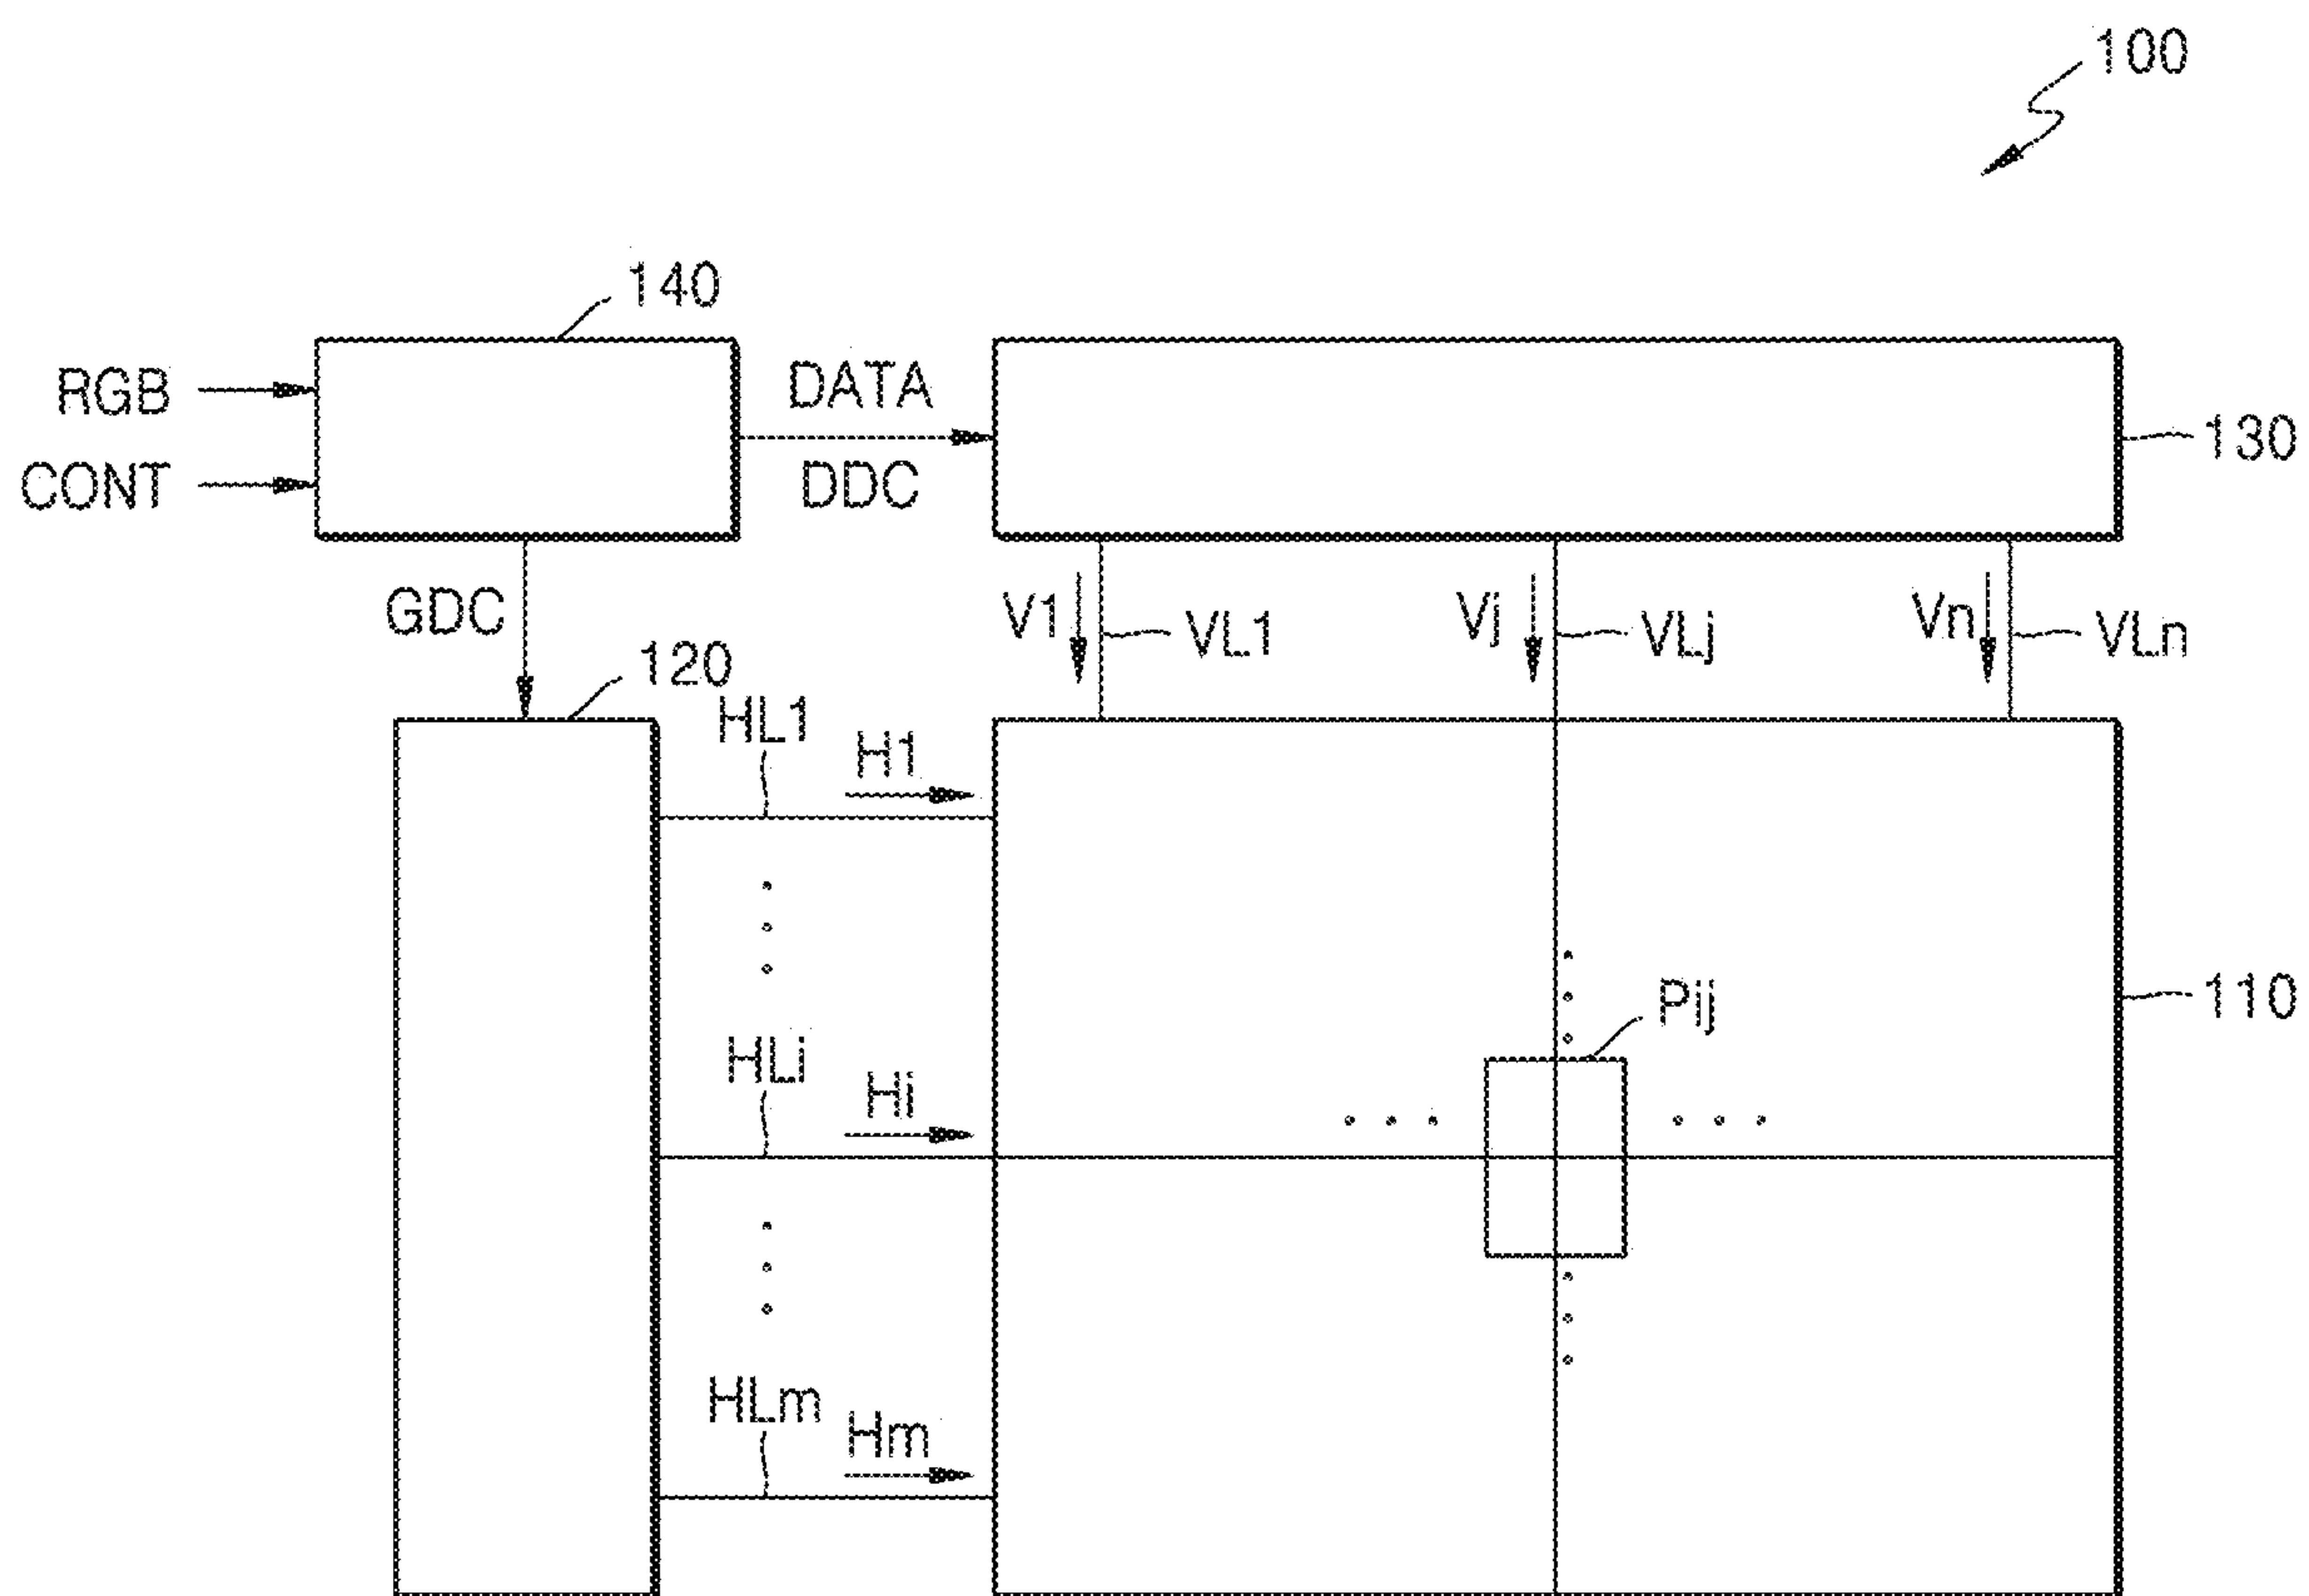 100
140
RGB
DATA
130
CONT
DDC
GDC
V1
VL1
Vj
VLj
Vn
VLn
120
HL1
H1
110
Pij
HLi
Hi
HLm
Hm